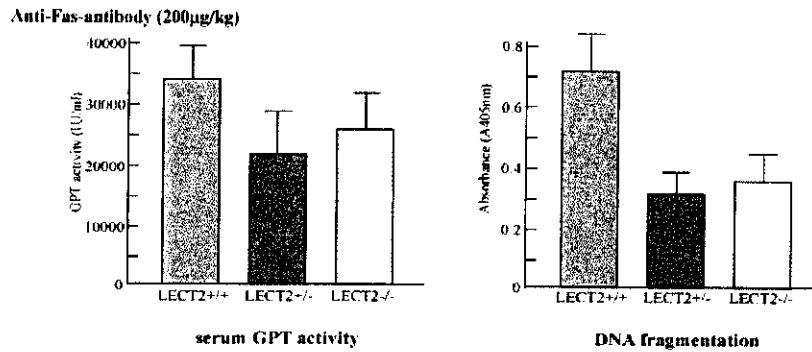 Anti-Fas-antibody (200µg/kg)
40000
30000
20000
10000
0
GPT activity (IU/ml)
LECT2+/+ LECT2+/- LECT2-/-
serum GPT activity
0.8
0.6
0.4
0.2
0
Absorbance (A405nm)
LECT2+/+ LECT2+/- LECT2-/-
DNA fragmentation